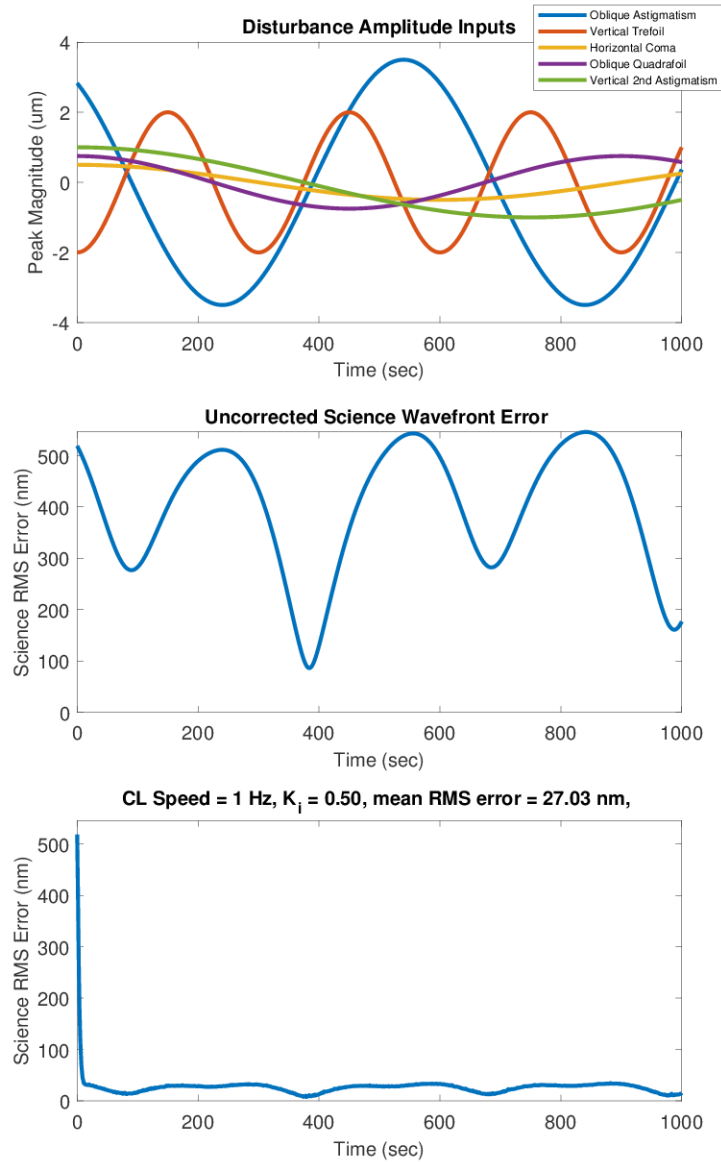 Disturbance Amplitude Inputs
Oblique Astigmatism
Vertical Trefoil
Horizontal Coma
Oblique Quadrafoil
Vertical 2nd Astigmatism
Peak Magnitude (um)
4
2
0
-2
-4
0 200 400 600 800 1000
Time (sec)
Uncorrected Science Wavefront Error
Science RMS Error (nm)
500
400
300
200
100
0
0 200 400 600 800 1000
Time (sec)
CL Speed = 1 Hz, K_i = 0.50, mean RMS error = 27.03 nm,
Science RMS Error (nm)
500
400
300
200
100
0
0 200 400 600 800 1000
Time (sec)